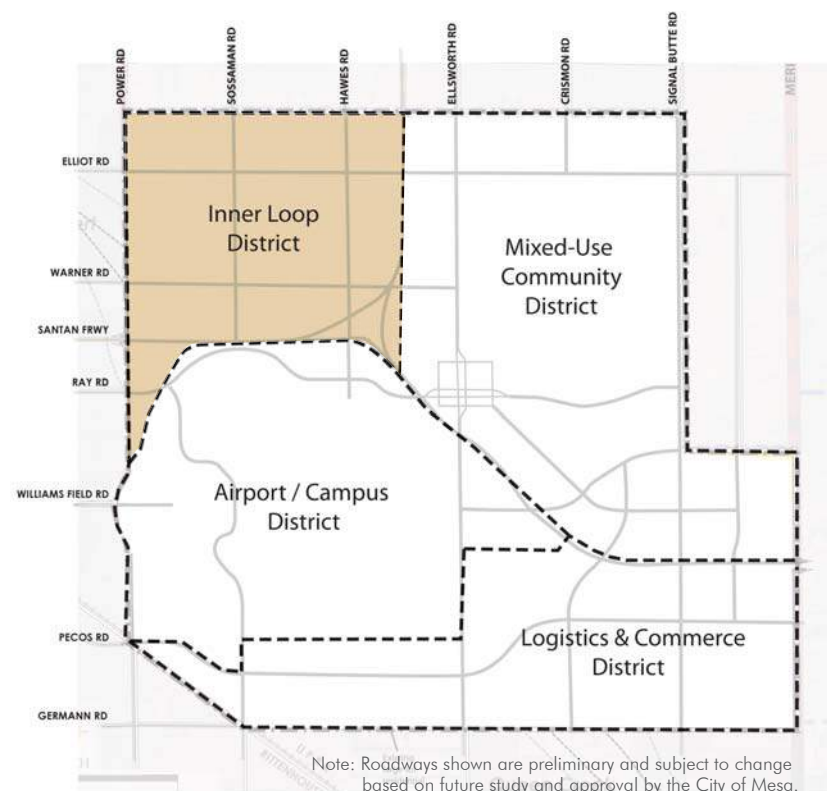 POWER RD
SOSSAMAN RD
HAWES RD
ELLSWORTH RD
CRISMON RD
SIGNAL BUTTE RD
ELLIOT RD
Inner Loop
District
Mixed-Use
Community
District
WARNER RD
SANTAN FRWY
RAY RD
WILLIAMS FIELD RD
Airport / Campus
District
PECOS RD
Logistics & Commerce
District
GERMANN RD
Note: Roadways shown are preliminary and subject to change
based on future study and approval by the City of Mesa.